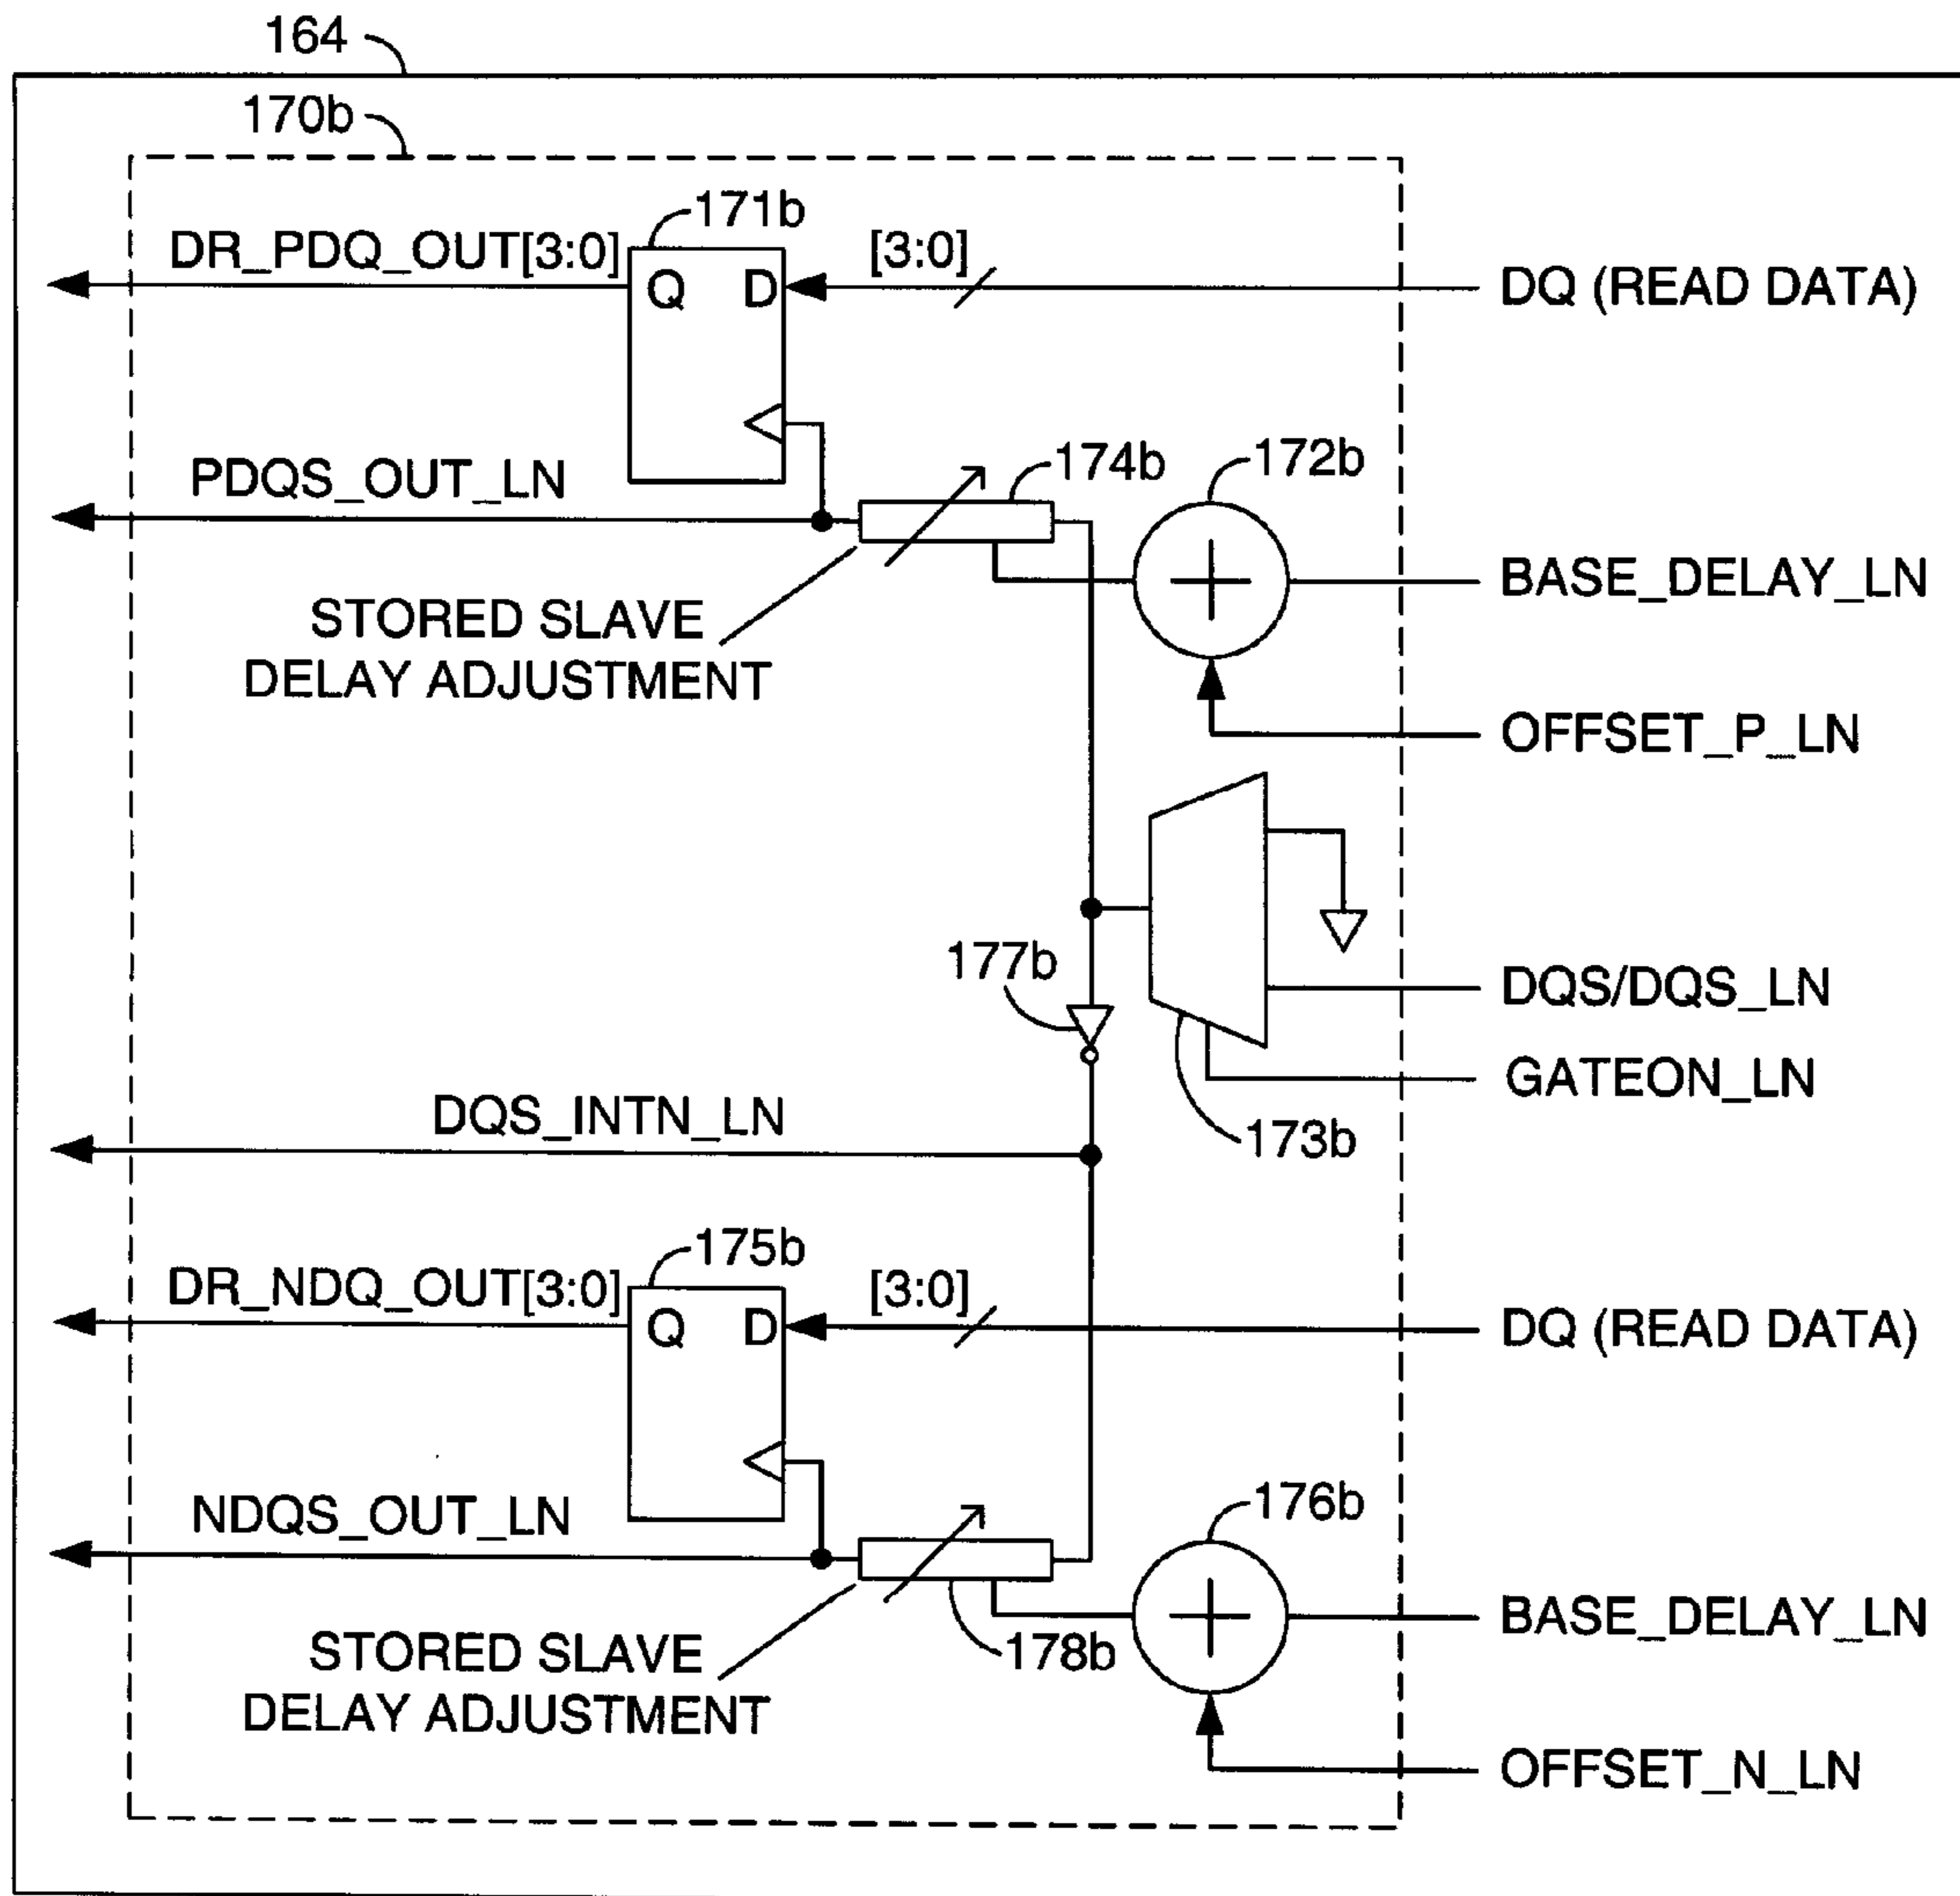 164
170b
171b
DR_PDQ_OUT[3:0]
Q
D
[3:0]
DQ (READ DATA)
PDQS_OUT_LN
174b
172b
BASE_DELAY_LN
STORED SLAVE
DELAY ADJUSTMENT
OFFSET_P_LN
177b
DQS/DQS_LN
GATEON_LN
173b
DQS_INTN_LN
175b
DR_NDQ_OUT[3:0]
Q
D
[3:0]
DQ (READ DATA)
NDQS_OUT_LN
176b
178b
BASE_DELAY_LN
STORED SLAVE
DELAY ADJUSTMENT
OFFSET_N_LN